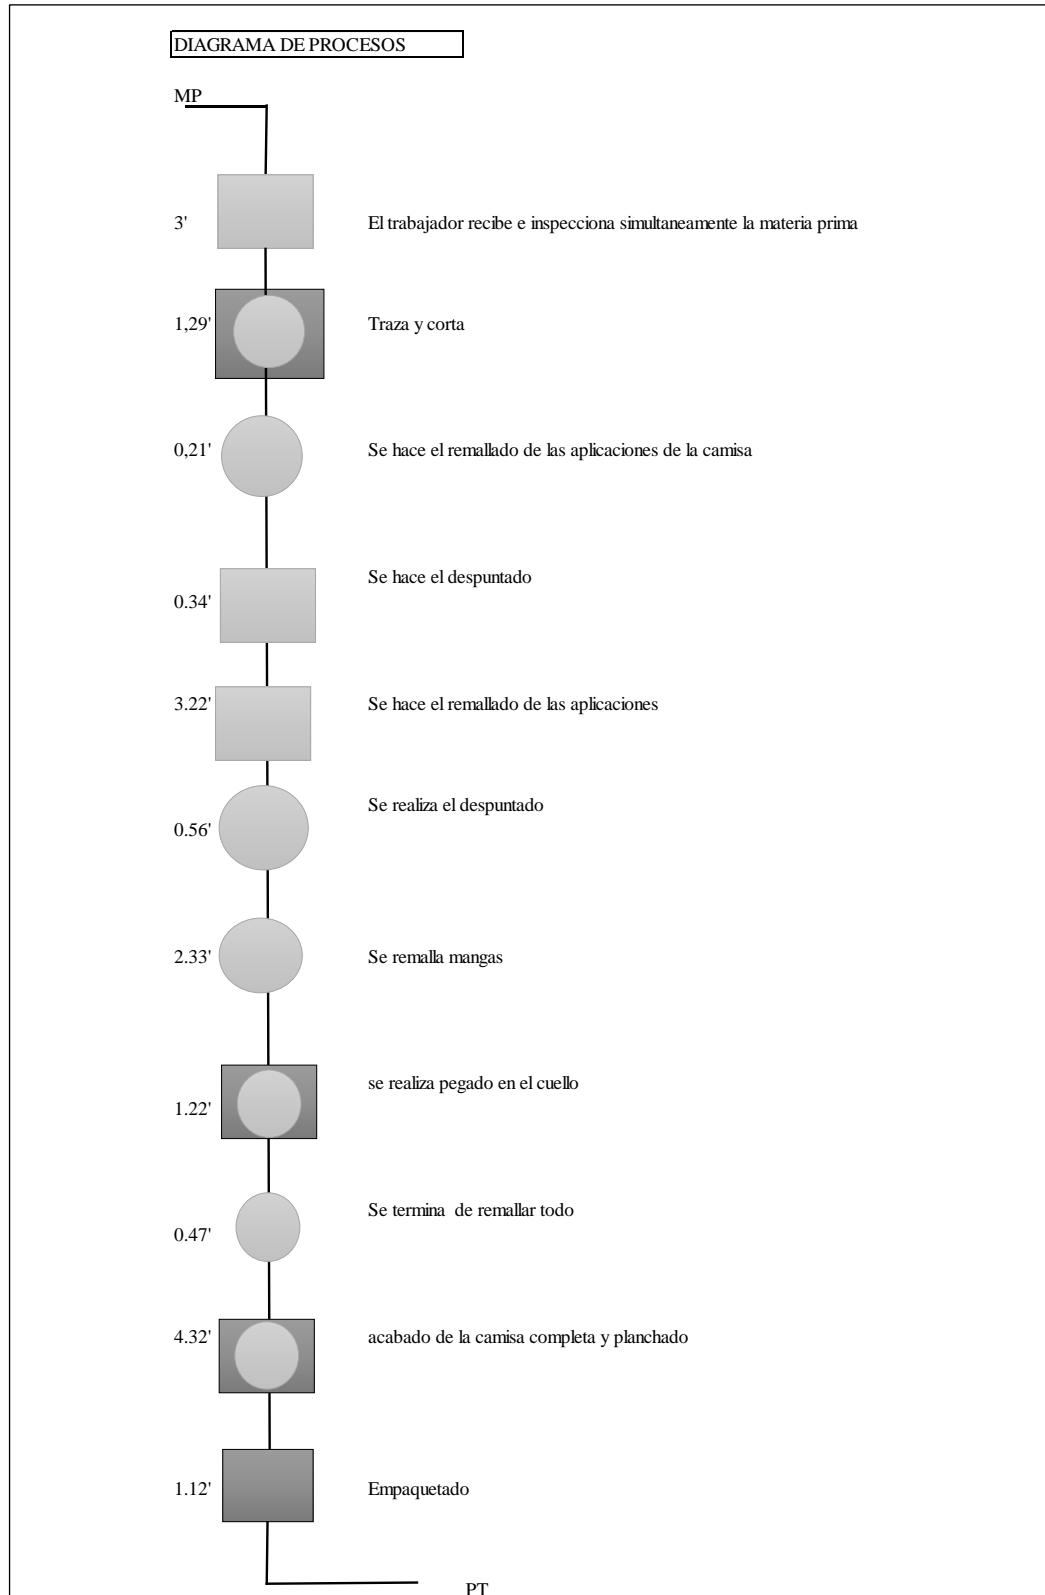 DIAGRAMA DE PROCESOS
MP
3' El trabajador recibe e inspecciona simultaneamente la materia prima
1,29' Traza y corta
0,21' Se hace el remallado de las aplicaciones de la camisa
Se hace el despuntado
0.34'
3.22' Se hace el remallado de las aplicaciones
Se realiza el despuntado
0.56'
2.33' Se remalla mangas
se realiza pegado en el cuello
1.22'
Se termina de remallar todo
0.47'
4.32' acabado de la camisa completa y planchado
1.12' Empaquetado
PT